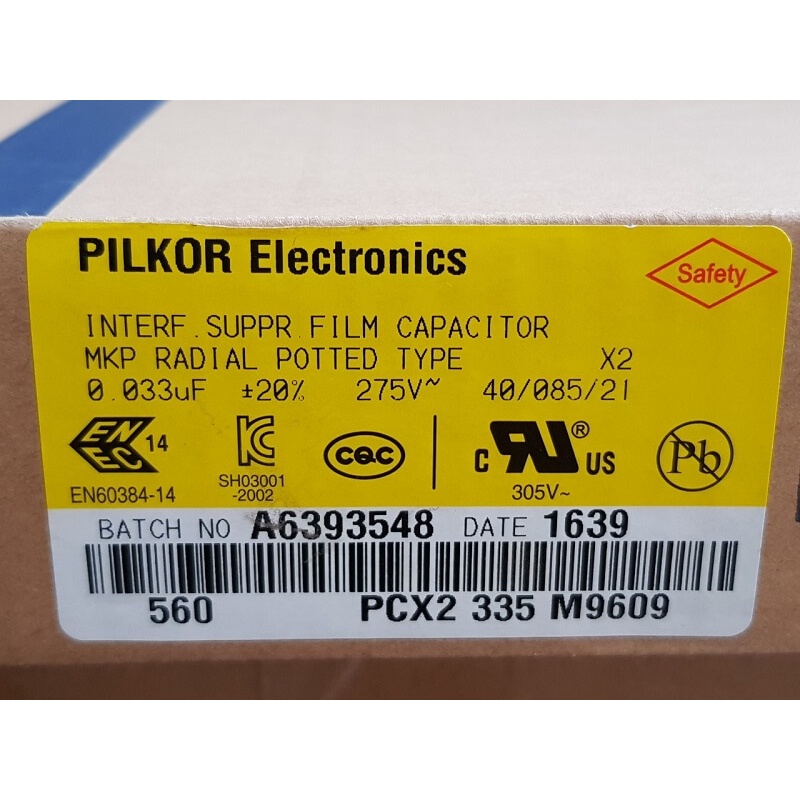 PILKOR Electronics
Safety
INTERF.SUPPR.FILM CAPACITOR
MKP RADIAL POTTED TYPE X2
0.033uF ±20% 275V~ 40/085/21
EN EC 14
KC
CQC
c RU ® US
Pb
EN60384-14
SH03001
-2002
305V~
BATCH NO A6393548 DATE 1639
560 PCX2 335 M9609